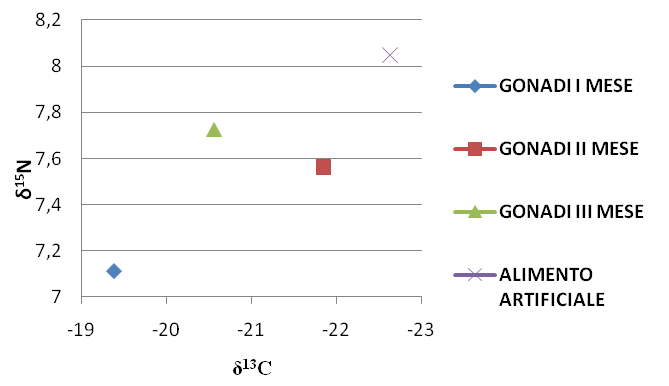 8,2
8
7,8
7,6
7,4
7,2
7
δ¹⁵N
-19 -20 -21 -22 -23
δ¹³C
GONADI I MESE
GONADI II MESE
GONADI III MESE
ALIMENTO
ARTIFICIALE